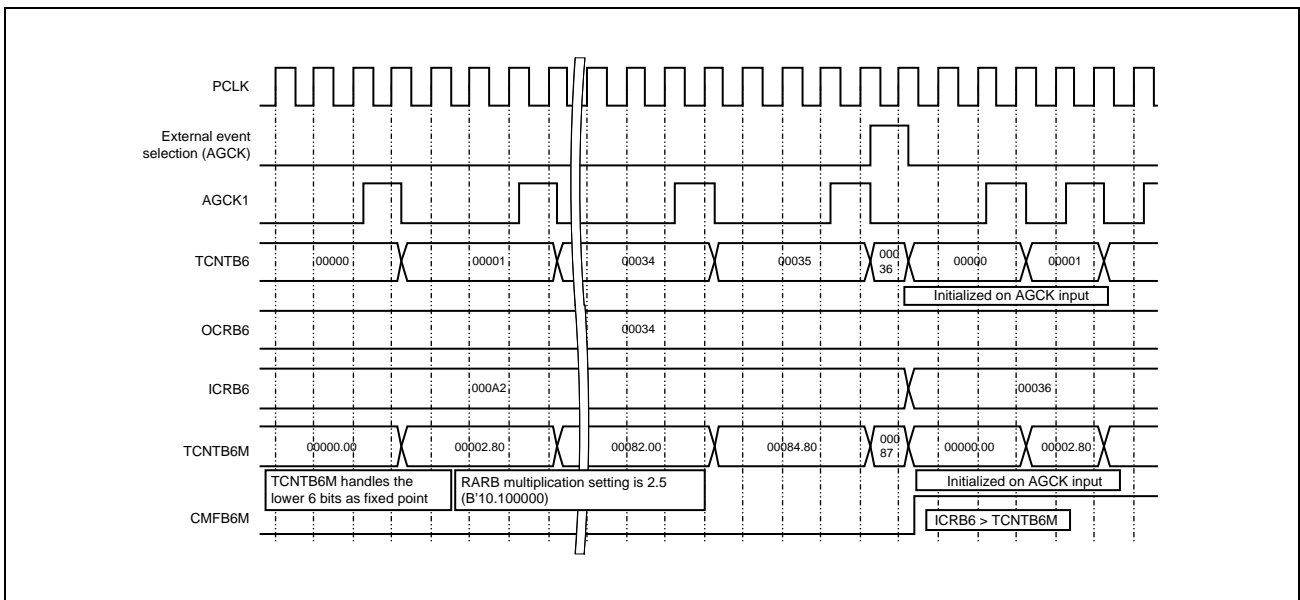 PCLK
External event
selection (AGCK)
AGCK1
TCNTB6
00000
00001
00034
00035
000
36
00000
00001
Initialized on AGCK input
OCRB6
00034
ICRB6
000A2
00036
TCNTB6M
00000.00
00002.80
00082.00
00084.80
000
87
00000.00
00002.80
TCNTB6M handles the
lower 6 bits as fixed point
RARB multiplication setting is 2.5
(B'10.100000)
Initialized on AGCK input
CMFB6M
ICRB6 > TCNTB6M